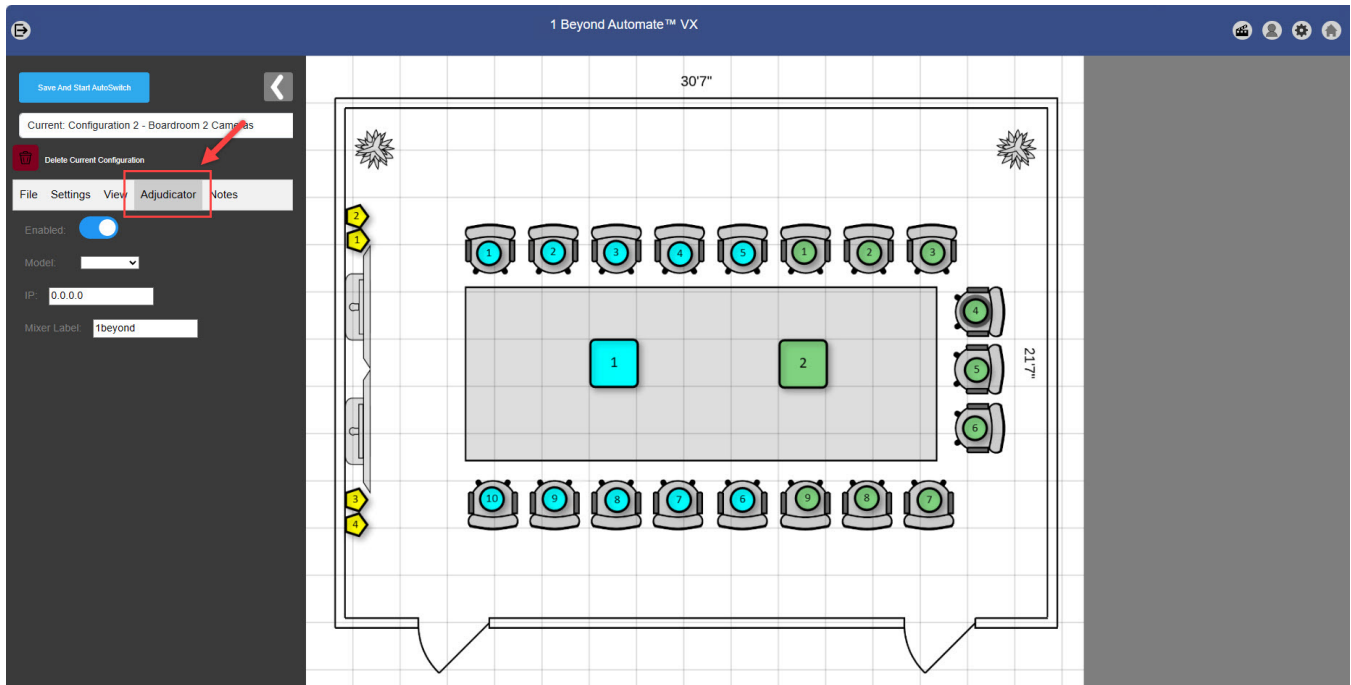 1 Beyond Automate™ VX
Save And Start AutoSwitch
Current: Configuration 2 - Boardroom 2 Cameras
Delete Current Configuration
File Settings View Adjudicator Notes
Enabled:
Model:
IP: 0.0.0.0
Mixer Label: 1beyond
30'7"
2
1
1 2 3 4 5 1 2 3
4
1 2
5
21'7"
6
3
10 9 8 7 6 9 8 7
4